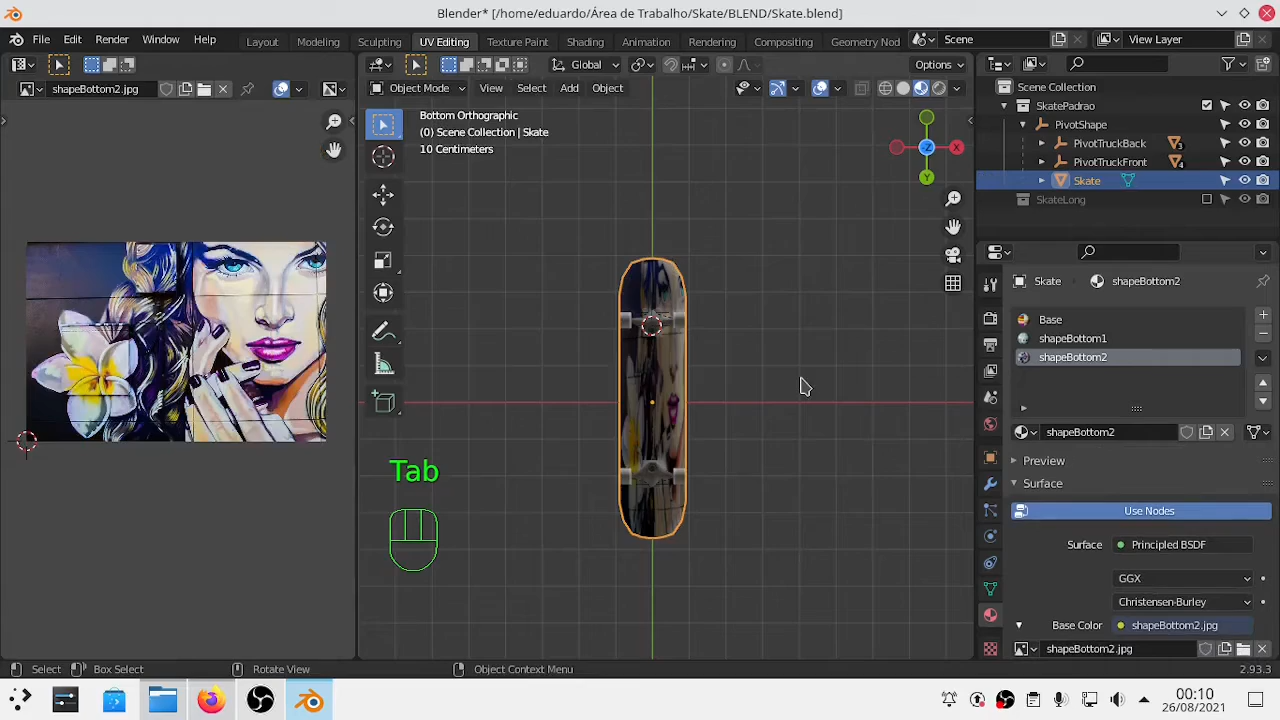 Blender* [/home/eduardo/Área de Trabalho/Skate/BLEND/Skate.blend]
File Edit Render Window Help Layout Modeling Sculpting UV Editing Texture Paint Shading Animation Rendering Compositing Geometry Nod Scene View Layer
Global Options
shapeBottom2.jpg Object Mode View Select Add Object
Bottom Orthographic
(0) Scene Collection | Skate
10 Centimeters
X
-Z
Y
Tab
Scene Collection
SkatePadrao
PivotShape
PivotTruckBack 3
PivotTruckFront 4
Skate
SkateLong
Skate shapeBottom2
Base
shapeBottom1
shapeBottom2
shapeBottom2
Preview
Surface
Use Nodes
Surface Principled BSDF
GGX
Christensen-Burley
Base Color shapeBottom2.jpg
shapeBottom2.jpg
Select Box Select Rotate View Object Context Menu 2.93.3
00:10
26/08/2021